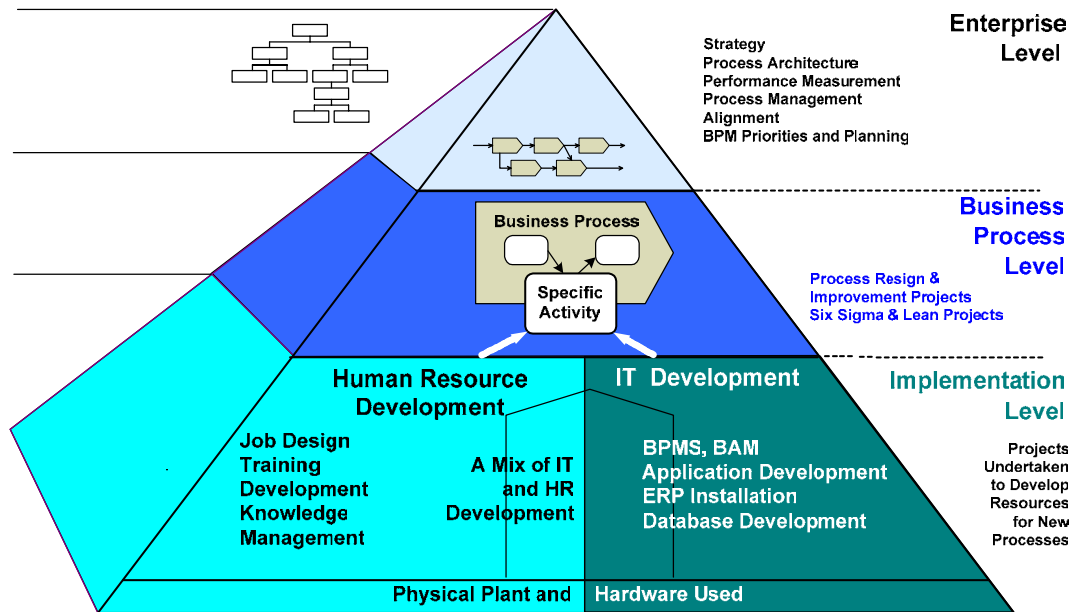 Enterprise
Level
Strategy
Process Architecture
Performance Measurement
Process Management
Alignment
BPM Priorities and Planning
Business
Process
Level
Process Resign &
Improvement Projects
Six Sigma & Lean Projects
Business Process
Specific
Activity
Human Resource
Development
Job Design
Training
Development
Knowledge
Management
A Mix of IT
and HR
Development
IT Development
BPMS, BAM
Application Development
ERP Installation
Database Development
Implementation
Level
Projects
Undertaken
to Develop
Resources
for New
Processes
Physical Plant and Hardware Used